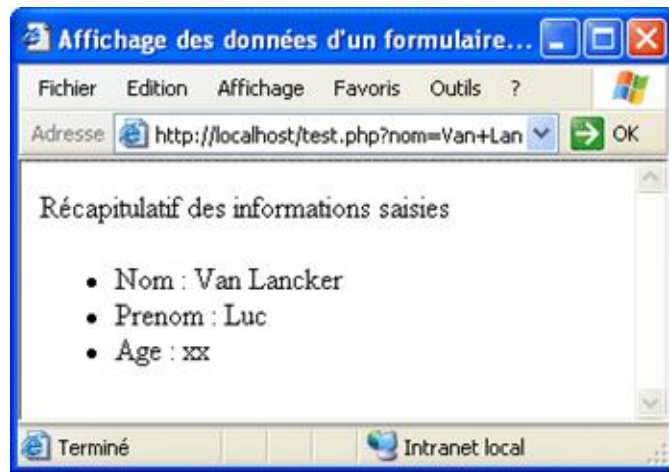 Affichage des données d'un formulaire...
Fichier Edition Affichage Favoris Outils ?
Adresse http://localhost/test.php?nom=Van+Lan OK
Récapitulatif des informations saisies
• Nom : Van Lancker
• Prenom : Luc
• Age : xx
Terminé Intranet local